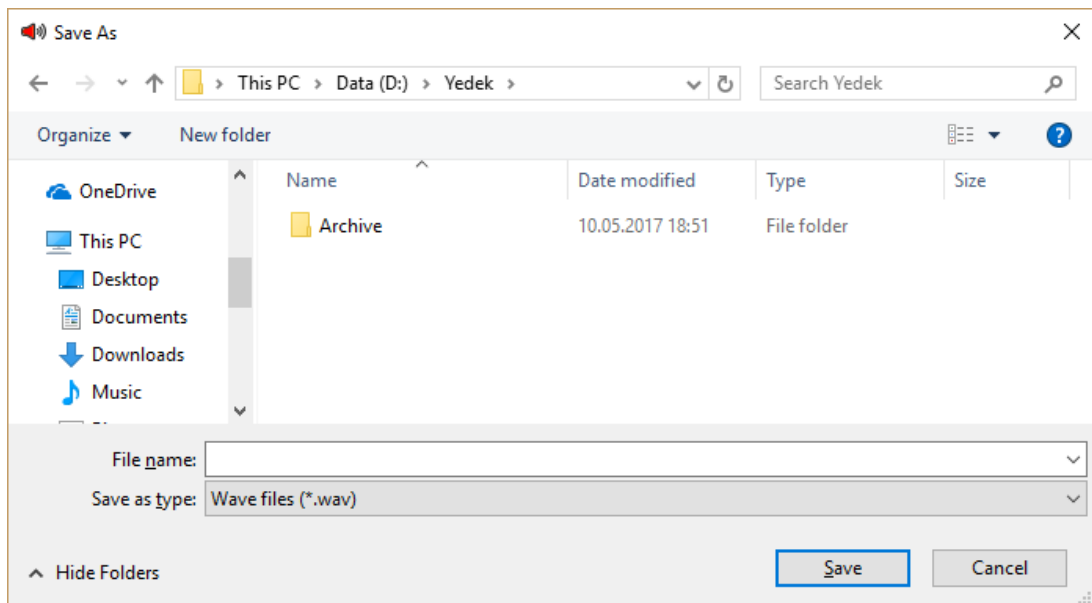 Save As
This PC > Data (D:) > Yedek >
Search Yedek
Organize New folder
?
Name Date modified Type Size
OneDrive
Archive 10.05.2017 18:51 File folder
This PC
Desktop
Documents
Downloads
Music
File name:
Save as type: Wave files (*.wav)
Hide Folders Save Cancel